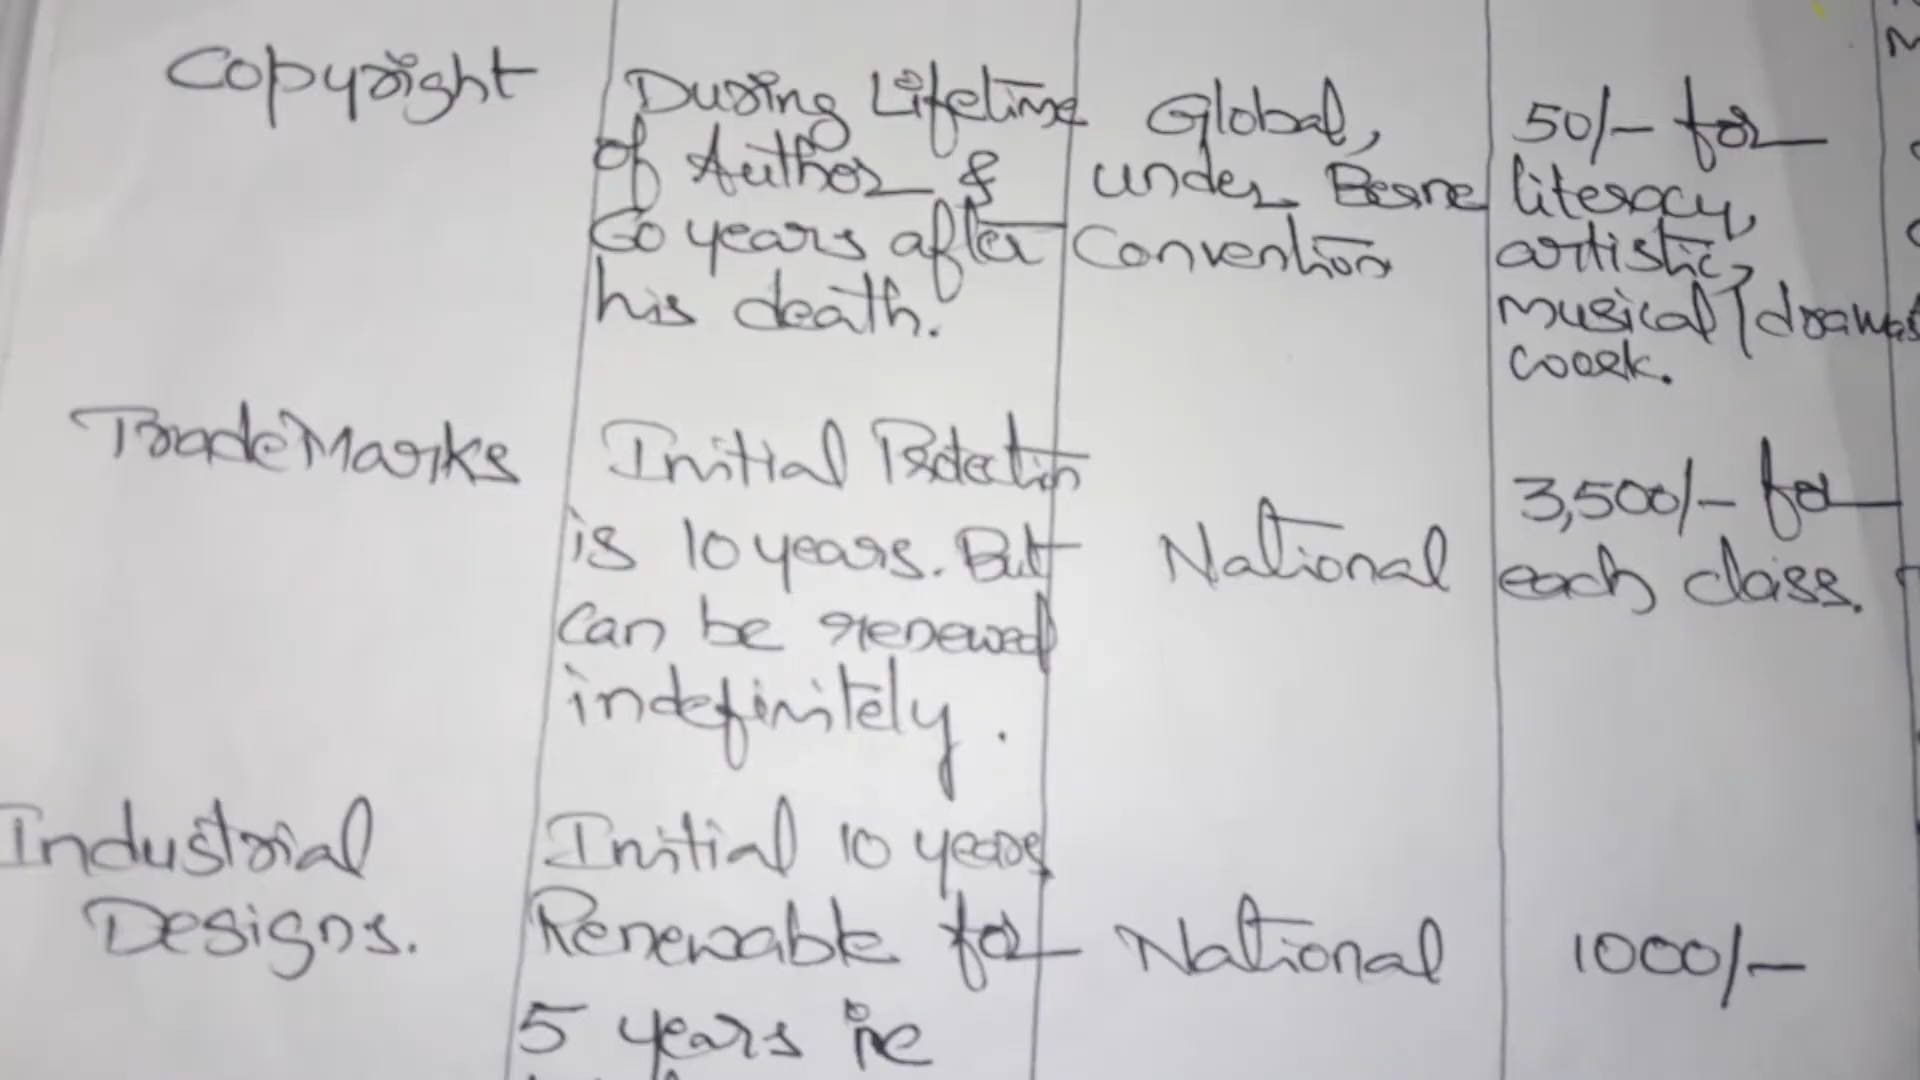 Copyright
During Lifetime
of Author &
60 years after
his death.
Global,
under Berne
Convention
50/- for
literacy,
artistic,
musical/dramas
work.
TradeMarks
Initial Protection
is 10 years. But
can be renewed
indefinitely.
National
3,500/- for
each class.
Industrial
Designs.
Initial 10 years
Renewable for
5 years ie
National
1000/-